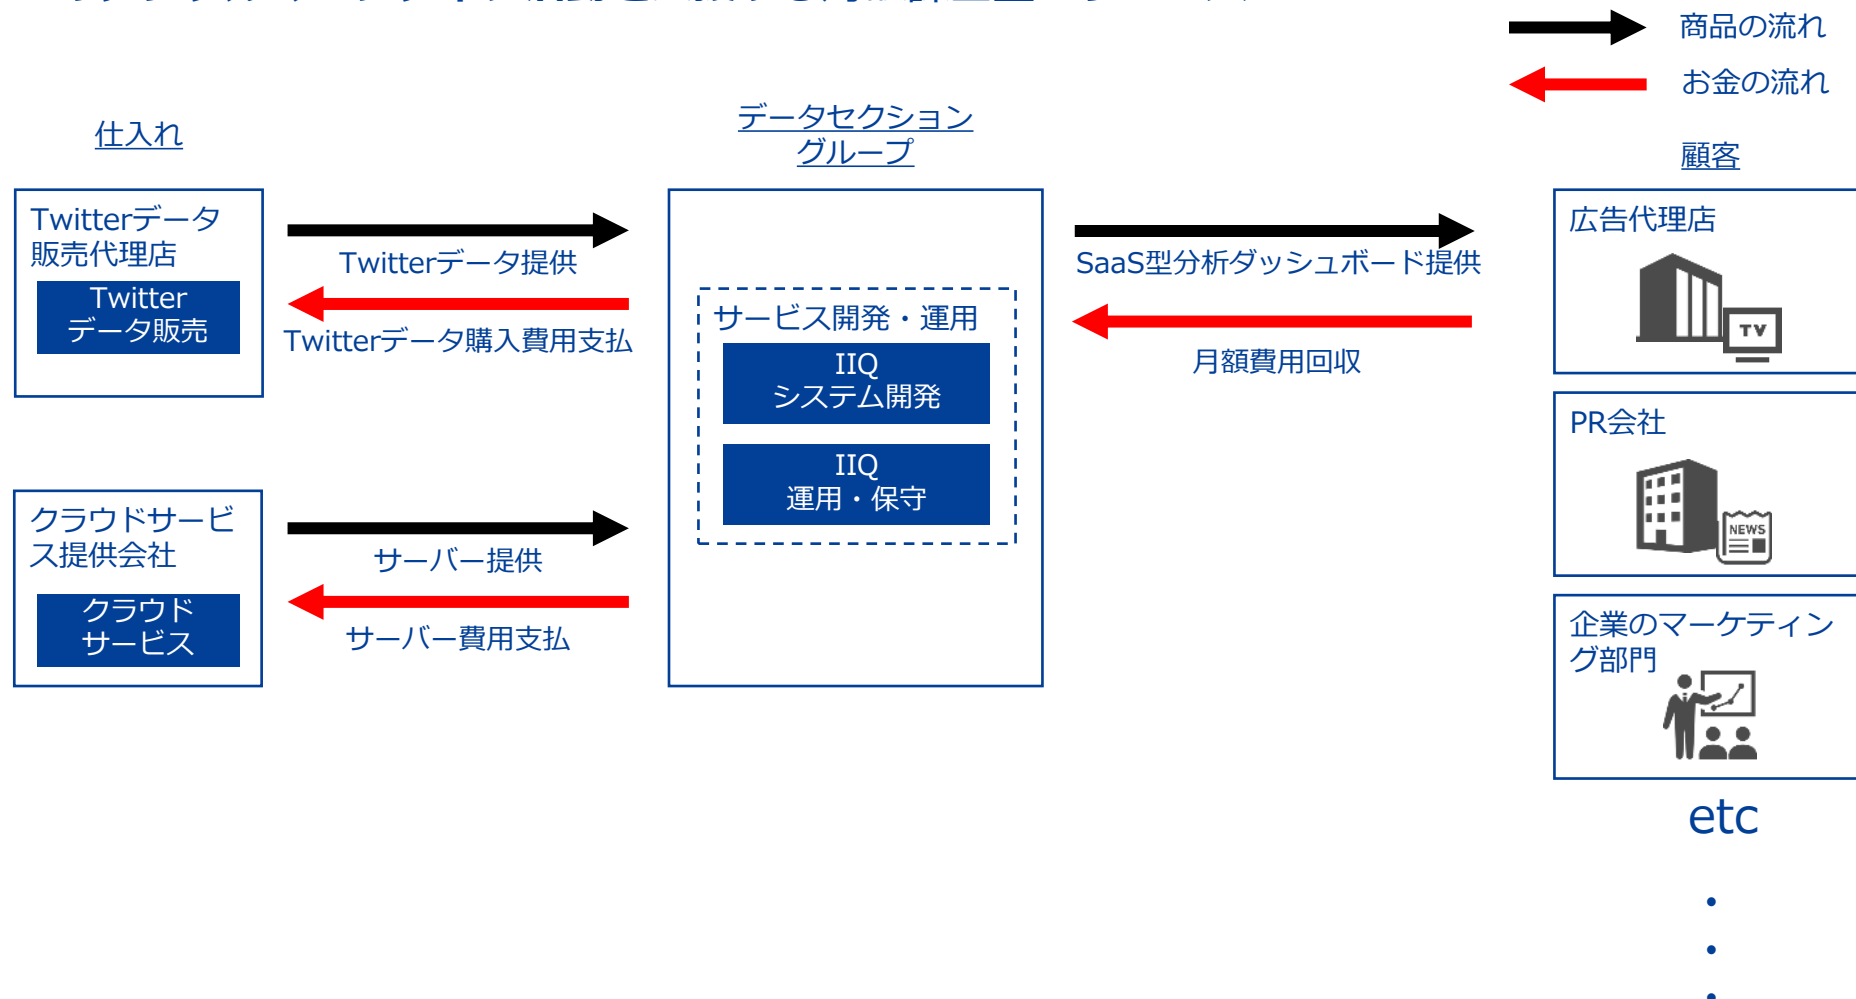 商品の流れ
お金の流れ
仕入れ
データセクション
グループ
顧客
Twitterデータ
販売代理店
Twitter
データ販売
Twitterデータ提供
Twitterデータ購入費用支払
サービス開発・運用
IIQ
システム開発
IIQ
運用・保守
SaaS型分析ダッシュボード提供
月額費用回収
広告代理店
TV
PR会社
NEWS
クラウドサービ
ス提供会社
クラウド
サービス
サーバー提供
サーバー費用支払
企業のマーケティン
グ部門
etc
・
・
・